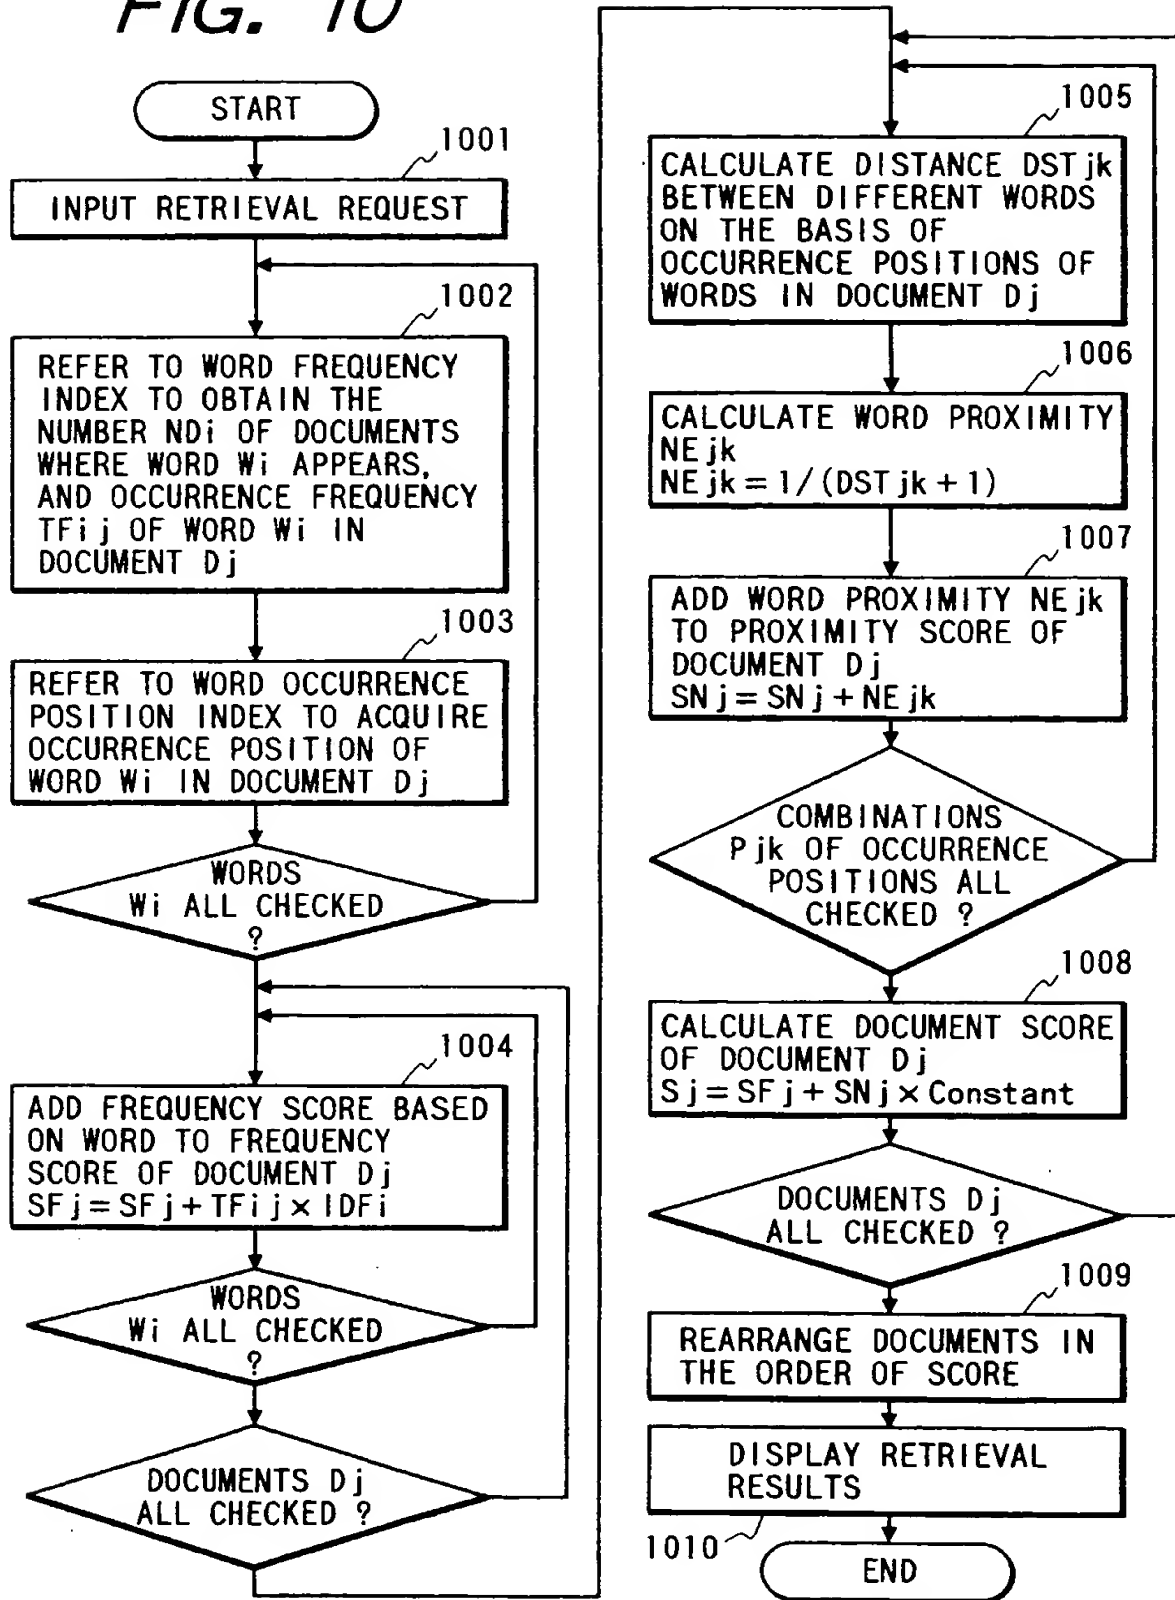 FIG. 10
START
1001
INPUT RETRIEVAL REQUEST
1002
REFER TO WORD FREQUENCY
INDEX TO OBTAIN THE
NUMBER NDi OF DOCUMENTS
WHERE WORD Wi APPEARS,
AND OCCURRENCE FREQUENCY
TFij OF WORD Wi IN
DOCUMENT Dj
1003
REFER TO WORD OCCURRENCE
POSITION INDEX TO ACQUIRE
OCCURRENCE POSITION OF
WORD Wi IN DOCUMENT Dj
WORDS
Wi ALL CHECKED
?
1004
ADD FREQUENCY SCORE BASED
ON WORD TO FREQUENCY
SCORE OF DOCUMENT Dj
SFj=SFj+TFij×IDFi
WORDS
Wi ALL CHECKED
?
DOCUMENTS Dj
ALL CHECKED ?
1005
CALCULATE DISTANCE DSTjk
BETWEEN DIFFERENT WORDS
ON THE BASIS OF
OCCURRENCE POSITIONS OF
WORDS IN DOCUMENT Dj
1006
CALCULATE WORD PROXIMITY
NEjk
NEjk=1/(DSTjk+1)
1007
ADD WORD PROXIMITY NEjk
TO PROXIMITY SCORE OF
DOCUMENT Dj
SNj=SNj+NEjk
COMBINATIONS
Pjk OF OCCURRENCE
POSITIONS ALL
CHECKED ?
1008
CALCULATE DOCUMENT SCORE
OF DOCUMENT Dj
Sj=SFj+SNj×Constant
DOCUMENTS Dj
ALL CHECKED ?
1009
REARRANGE DOCUMENTS IN
THE ORDER OF SCORE
DISPLAY RETRIEVAL
RESULTS
1010
END